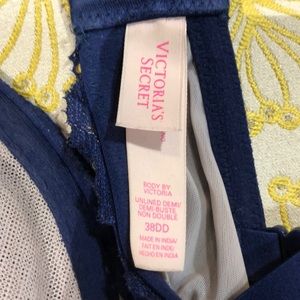 VICTORIA'S
SECRET
BODY BY
VICTORIA
UNLINED DEMI/
DEMI-BUSTE
NON DOUBLE
38DD
MADE IN INDIA/
FAIT EN INDE/
HECHO EN INDIA